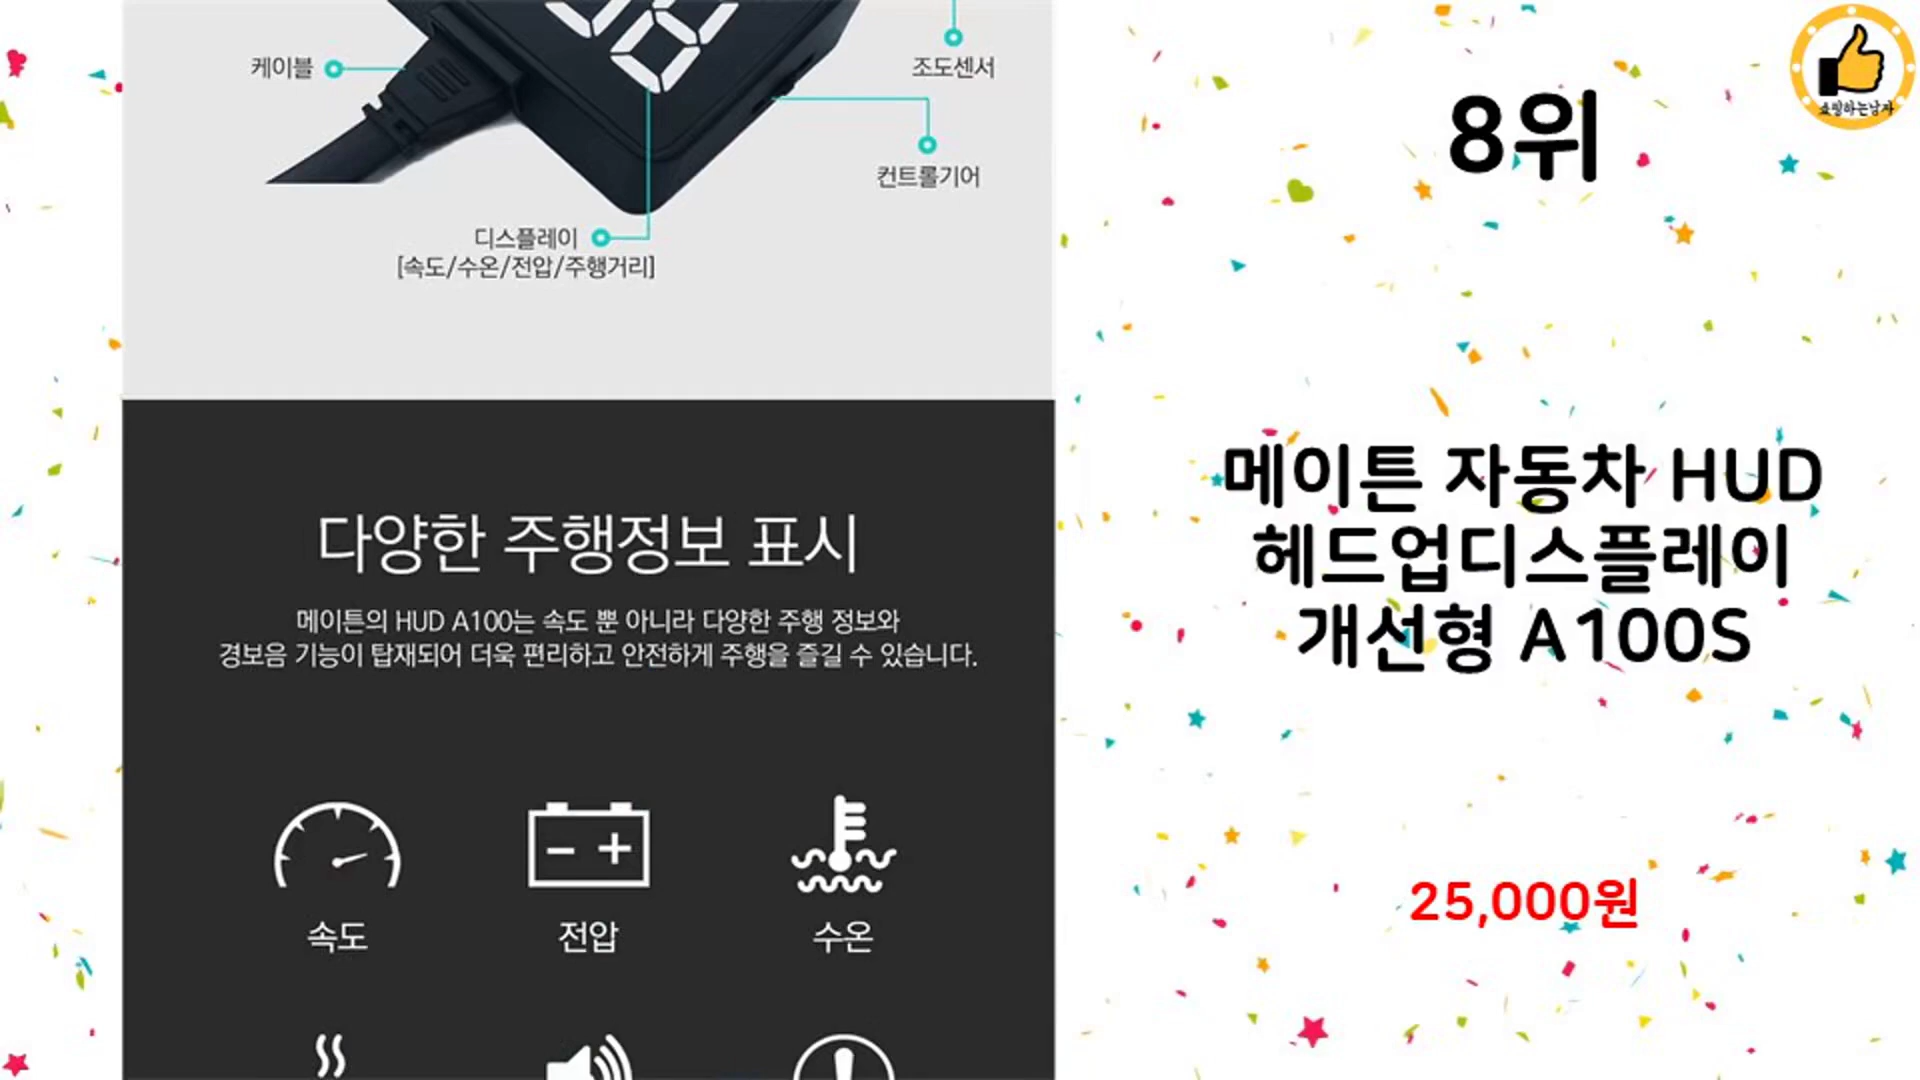 케이블
조도센서
컨트롤기어
디스플레이
[속도/수온/전압/주행거리]
다양한 주행정보 표시
메이튼의 HUD A100는 속도 뿐 아니라 다양한 주행 정보와
경보음 기능이 탑재되어 더욱 편리하고 안전하게 주행을 즐길 수 있습니다.
속도
전압
수온
쇼핑하는남자
8위
메이튼 자동차 HUD
헤드업디스플레이
개선형 A100S
25,000원